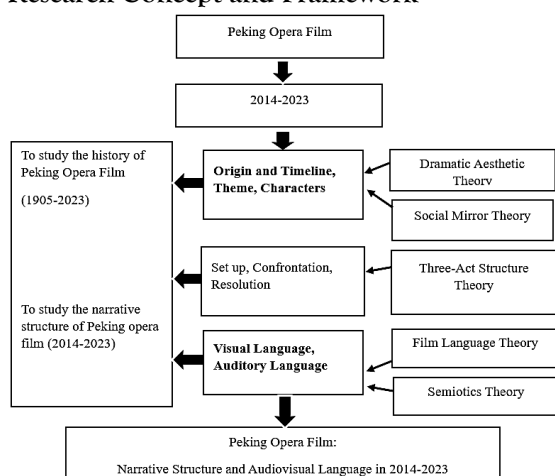 Research Concept and Framework
Peking Opera Film
2014-2023
To study the history of
Peking Opera Film
(1905-2023)
To study the narrative
structure of Peking opera
film (2014-2023)
Origin and Timeline,
Theme, Characters
Set up, Confrontation,
Resolution
Visual Language,
Auditory Language
Dramatic Aesthetic
Theory
Social Mirror Theory
Three-Act Structure
Theory
Film Language Theory
Semiotics Theory
Peking Opera Film:
Narrative Structure and Audiovisual Language in 2014-2023